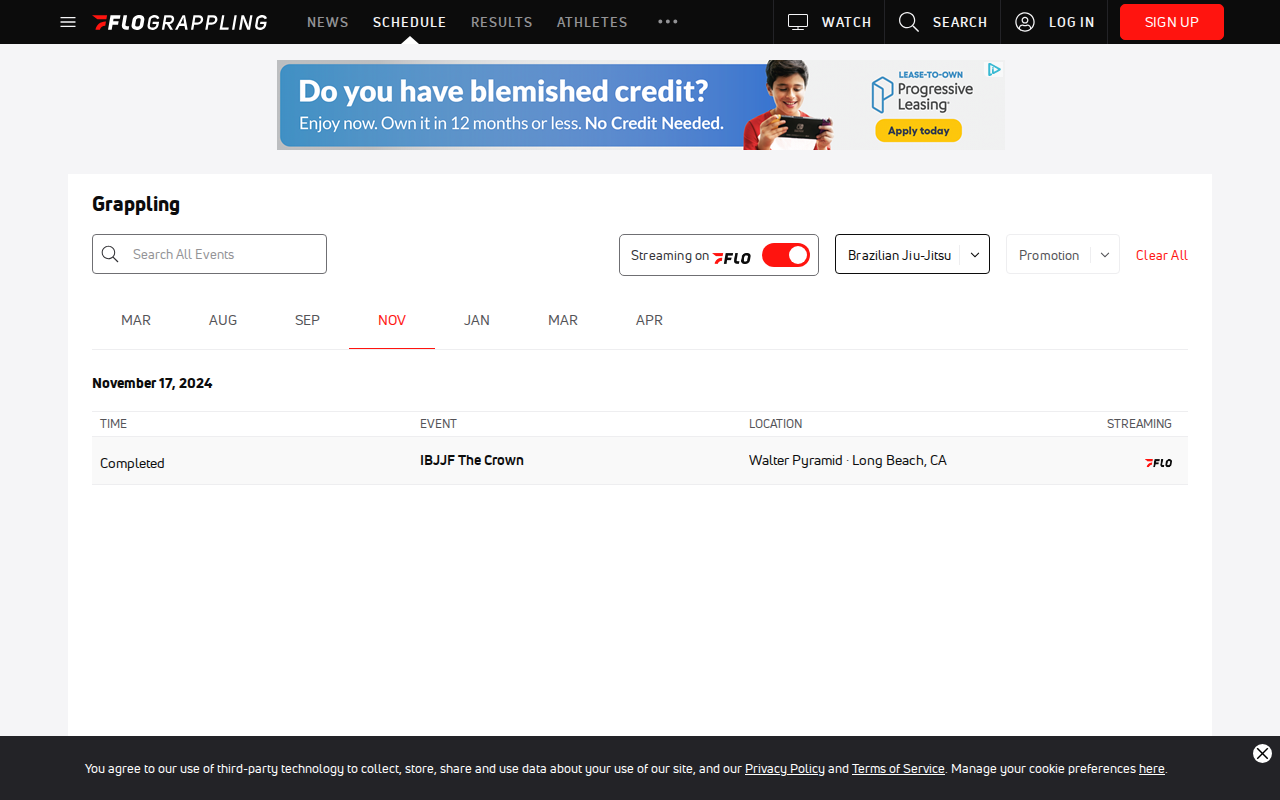 FLOGRAPPLING NEWS SCHEDULE RESULTS ATHLETES ••• WATCH SEARCH LOG IN SIGN UP
Do you have blemished credit?
Enjoy now. Own it in 12 months or less. No Credit Needed.
LEASE-TO-OWN
Progressive
Leasing
Apply today
Grappling
Search All Events
Streaming on FLO
Brazilian Jiu-Jitsu
Promotion
Clear All
MAR AUG SEP NOV JAN MAR APR
November 17, 2024
TIME EVENT LOCATION STREAMING
Completed IBJJF The Crown Walter Pyramid · Long Beach, CA FLO
You agree to our use of third-party technology to collect, store, share and use data about your use of our site, and our Privacy Policy and Terms of Service. Manage your cookie preferences here.